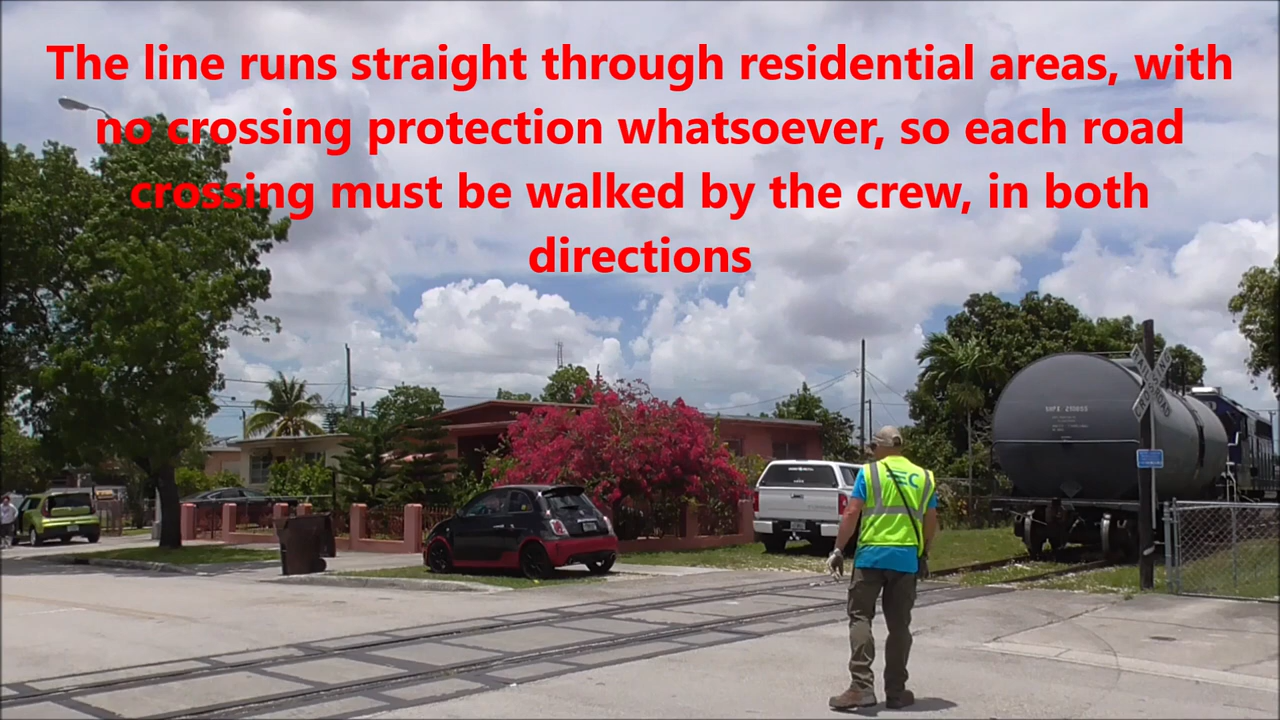 The line runs straight through residential areas, with
no crossing protection whatsoever, so each road
crossing must be walked by the crew, in both
directions
FEC